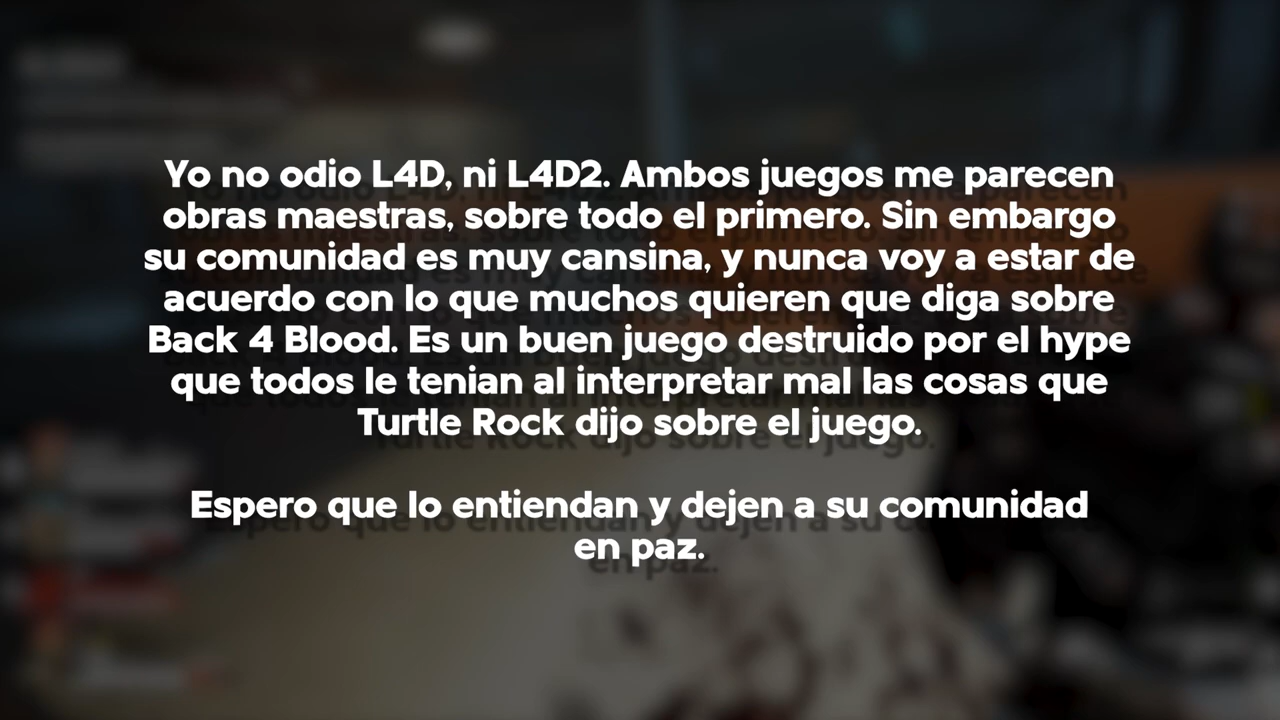 Yo no odio L4D, ni L4D2. Ambos juegos me parecen
obras maestras, sobre todo el primero. Sin embargo
su comunidad es muy cansina, y nunca voy a estar de
acuerdo con lo que muchos quieren que diga sobre
Back 4 Blood. Es un buen juego destruido por el hype
que todos le tenian al interpretar mal las cosas que
Turtle Rock dijo sobre el juego.
Espero que lo entiendan y dejen a su comunidad
en paz.